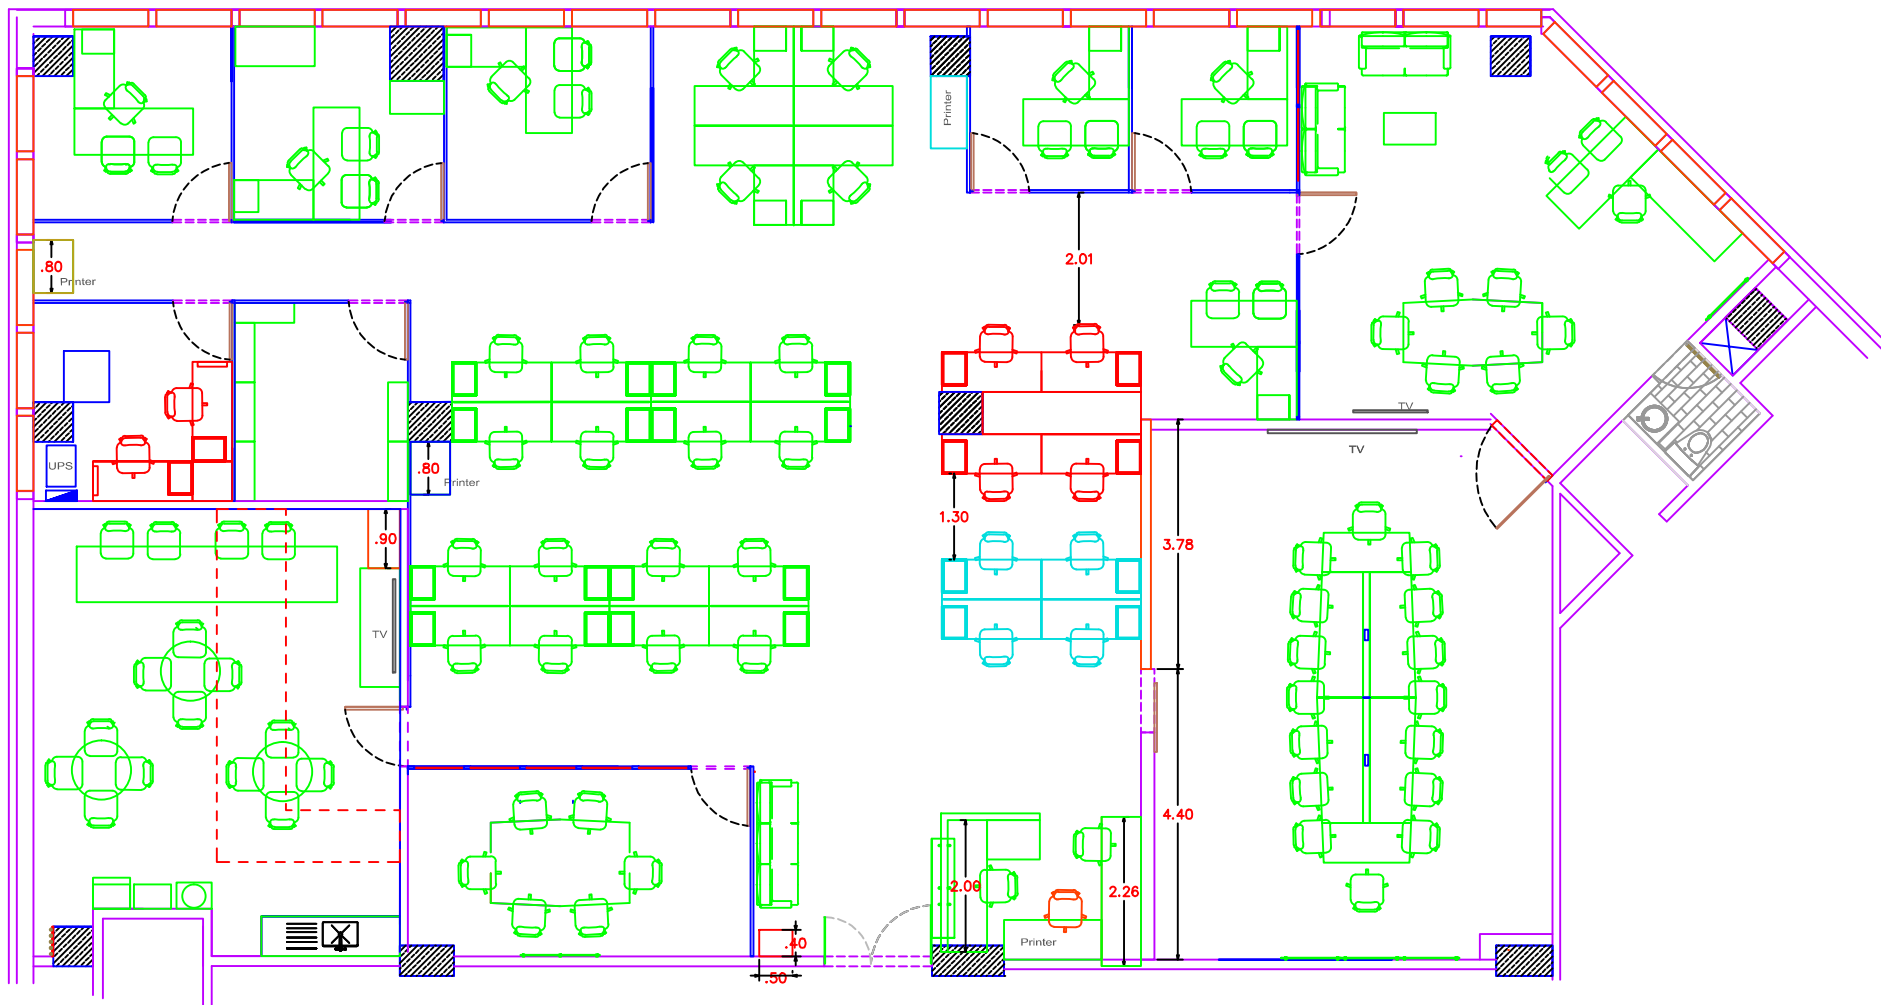 Printer
.80
Printer
2.01
TV
TV
UPS
.80
Printer
1.30
.90
3.78
TV
4.40
2.00
2.26
Printer
.40
.50